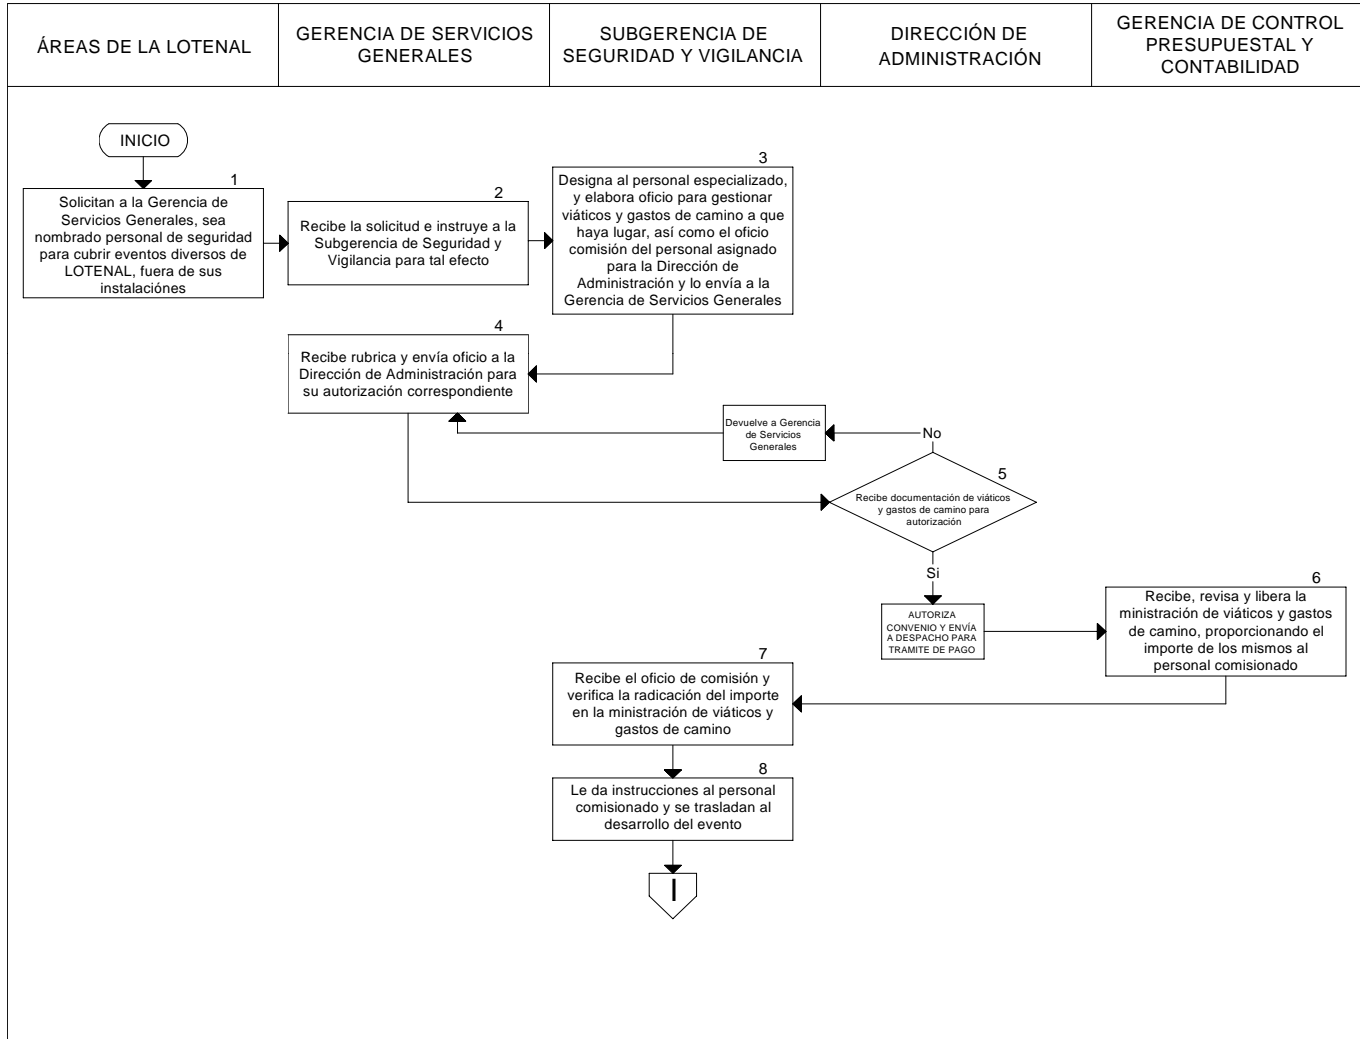 ÁREAS DE LA LOTENAL
GERENCIA DE SERVICIOS
GENERALES
SUBGERENCIA DE
SEGURIDAD Y VIGILANCIA
DIRECCIÓN DE
ADMINISTRACIÓN
GERENCIA DE CONTROL
PRESUPUESTAL Y
CONTABILIDAD
INICIO
1
Solicitan a la Gerencia de
Servicios Generales, sea
nombrado personal de seguridad
para cubrir eventos diversos de
LOTENAL, fuera de sus
instalaciónes
2
Recibe la solicitud e instruye a la
Subgerencia de Seguridad y
Vigilancia para tal efecto
3
Designa al personal especializado,
y elabora oficio para gestionar
viáticos y gastos de camino a que
haya lugar, así como el oficio
comisión del personal asignado
para la Dirección de
Administración y lo envía a la
Gerencia de Servicios Generales
4
Recibe rubrica y envía oficio a la
Dirección de Administración para
su autorización correspondiente
Devuelve a Gerencia
de Servicios
Generales
No
5
Recibe documentación de viáticos
y gastos de camino para
autorización
Si
AUTORIZA
CONVENIO Y ENVÍA
A DESPACHO PARA
TRAMITE DE PAGO
6
Recibe, revisa y libera la
ministración de viáticos y gastos
de camino, proporcionando el
importe de los mismos al
personal comisionado
7
Recibe el oficio de comisión y
verifica la radicación del importe
en la ministración de viáticos y
gastos de camino
8
Le da instrucciones al personal
comisionado y se trasladan al
desarrollo del evento
I